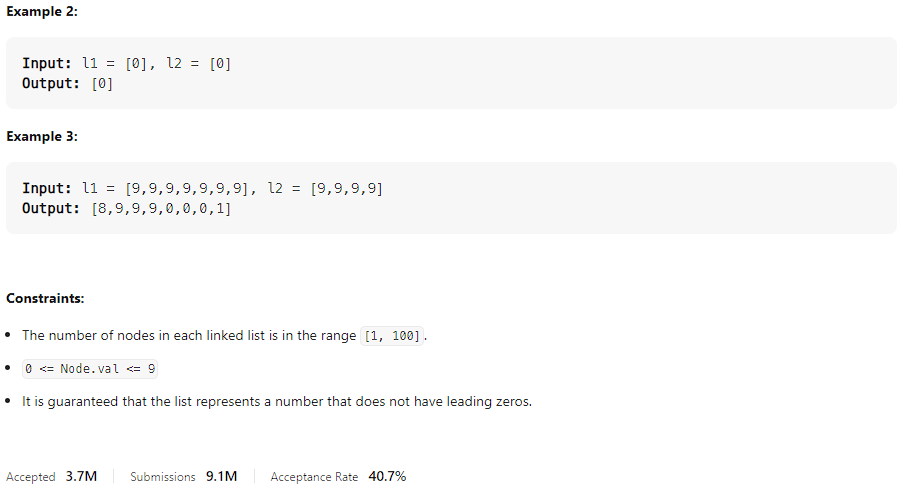 Example 2:
Input: l1 = [0], l2 = [0]
Output: [0]
Example 3:
Input: l1 = [9,9,9,9,9,9,9], l2 = [9,9,9,9]
Output: [8,9,9,9,0,0,0,1]
Constraints:
• The number of nodes in each linked list is in the range [1, 100].
• 0 <= Node.val <= 9
• It is guaranteed that the list represents a number that does not have leading zeros.
Accepted 3.7M Submissions 9.1M Acceptance Rate 40.7%